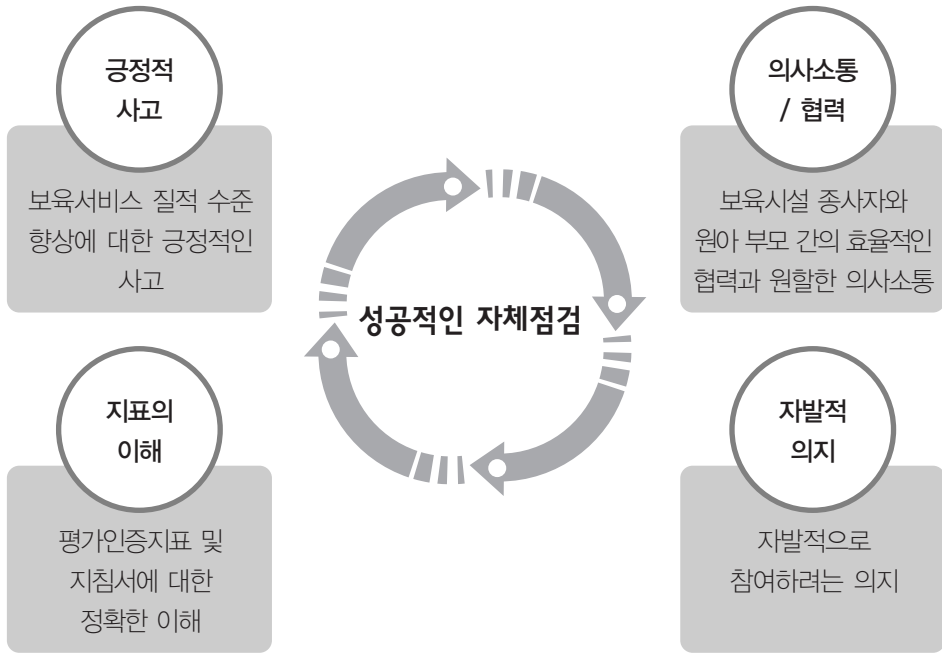 긍정적
사고
보육서비스 질적 수준
향상에 대한 긍정적인
사고
의사소통
/ 협력
보육시설 종사자와
원아 부모 간의 효율적인
협력과 원할한 의사소통
성공적인 자체점검
지표의
이해
평가인증지표 및
지침서에 대한
정확한 이해
자발적
의지
자발적으로
참여하려는 의지